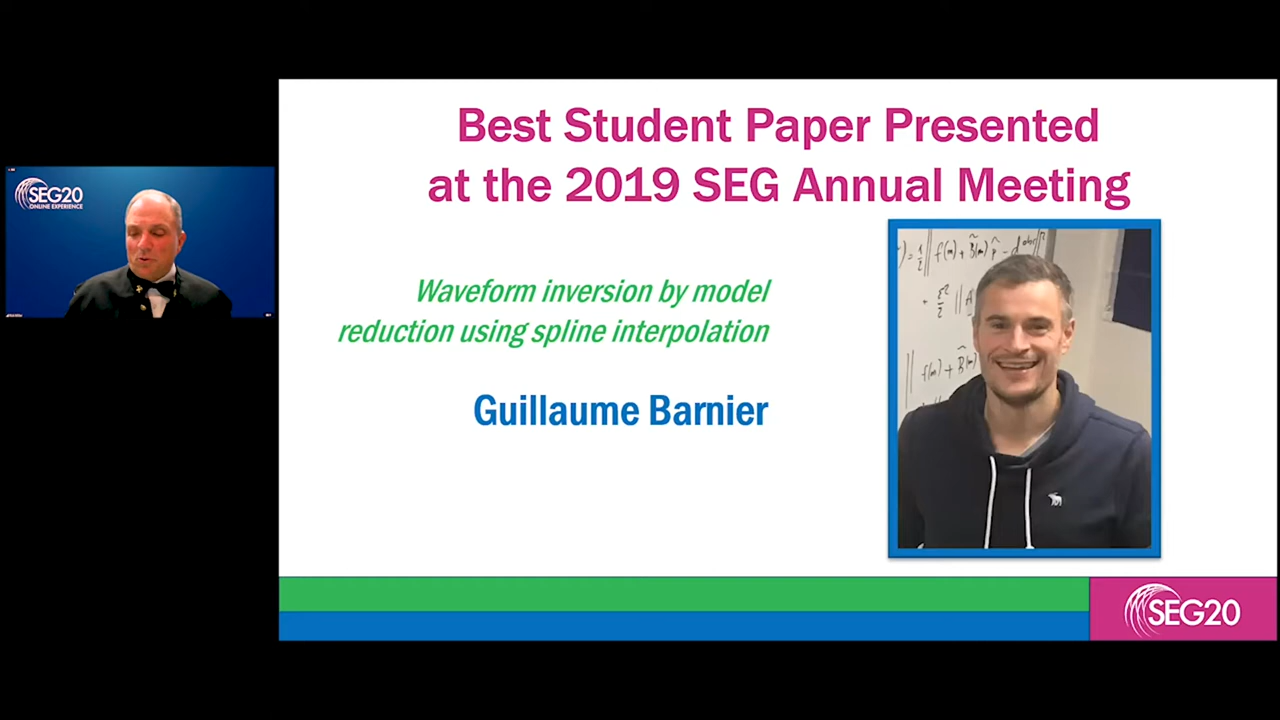 Best Student Paper Presented
at the 2019 SEG Annual Meeting
SEG20
ONLINE EXPERIENCE
Waveform inversion by model
reduction using spline interpolation
Guillaume Barnier
SEG20